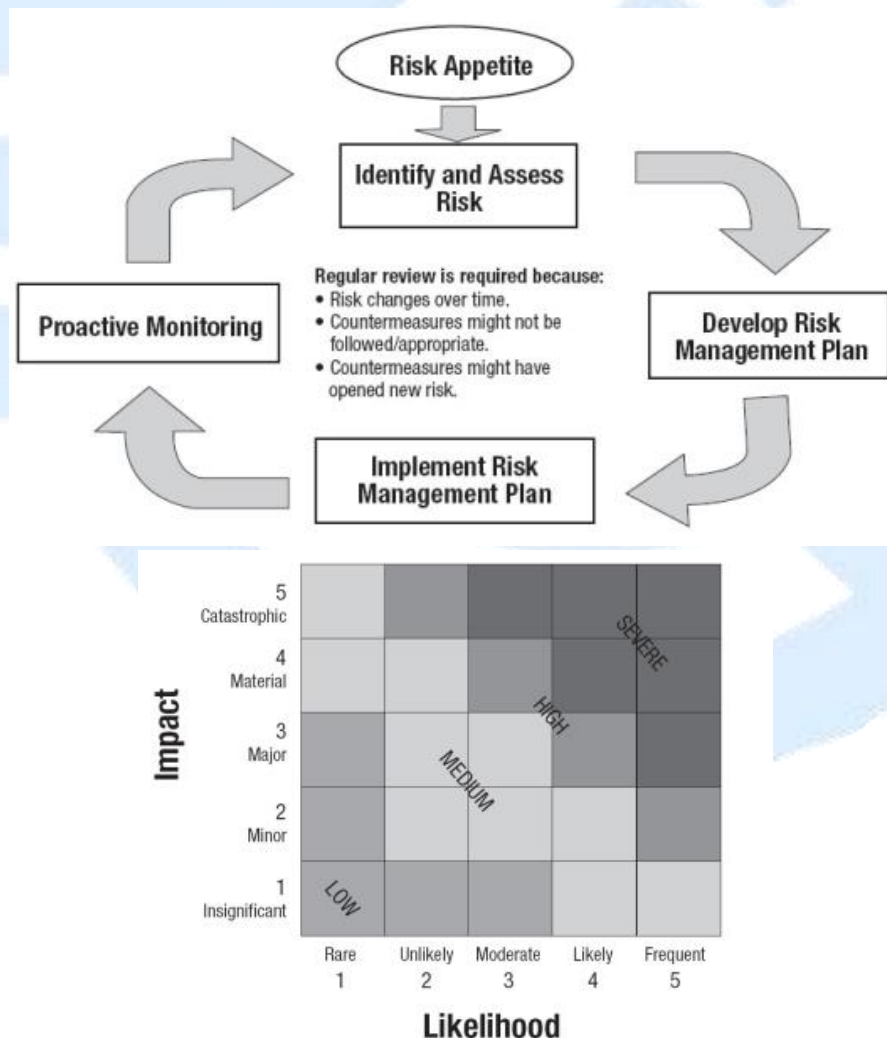 Risk Appetite
Identify and Assess
Risk
Regular review is required because:
• Risk changes over time.
• Countermeasures might not be
followed/appropriate.
• Countermeasures might have
opened new risk.
Proactive Monitoring
Develop Risk
Management Plan
Implement Risk
Management Plan
Impact
5
Catastrophic
4
Material
3
Major
2
Minor
1
Insignificant
SEVERE
HIGH
MEDIUM
LOW
Rare Unlikely Moderate Likely Frequent
1 2 3 4 5
Likelihood